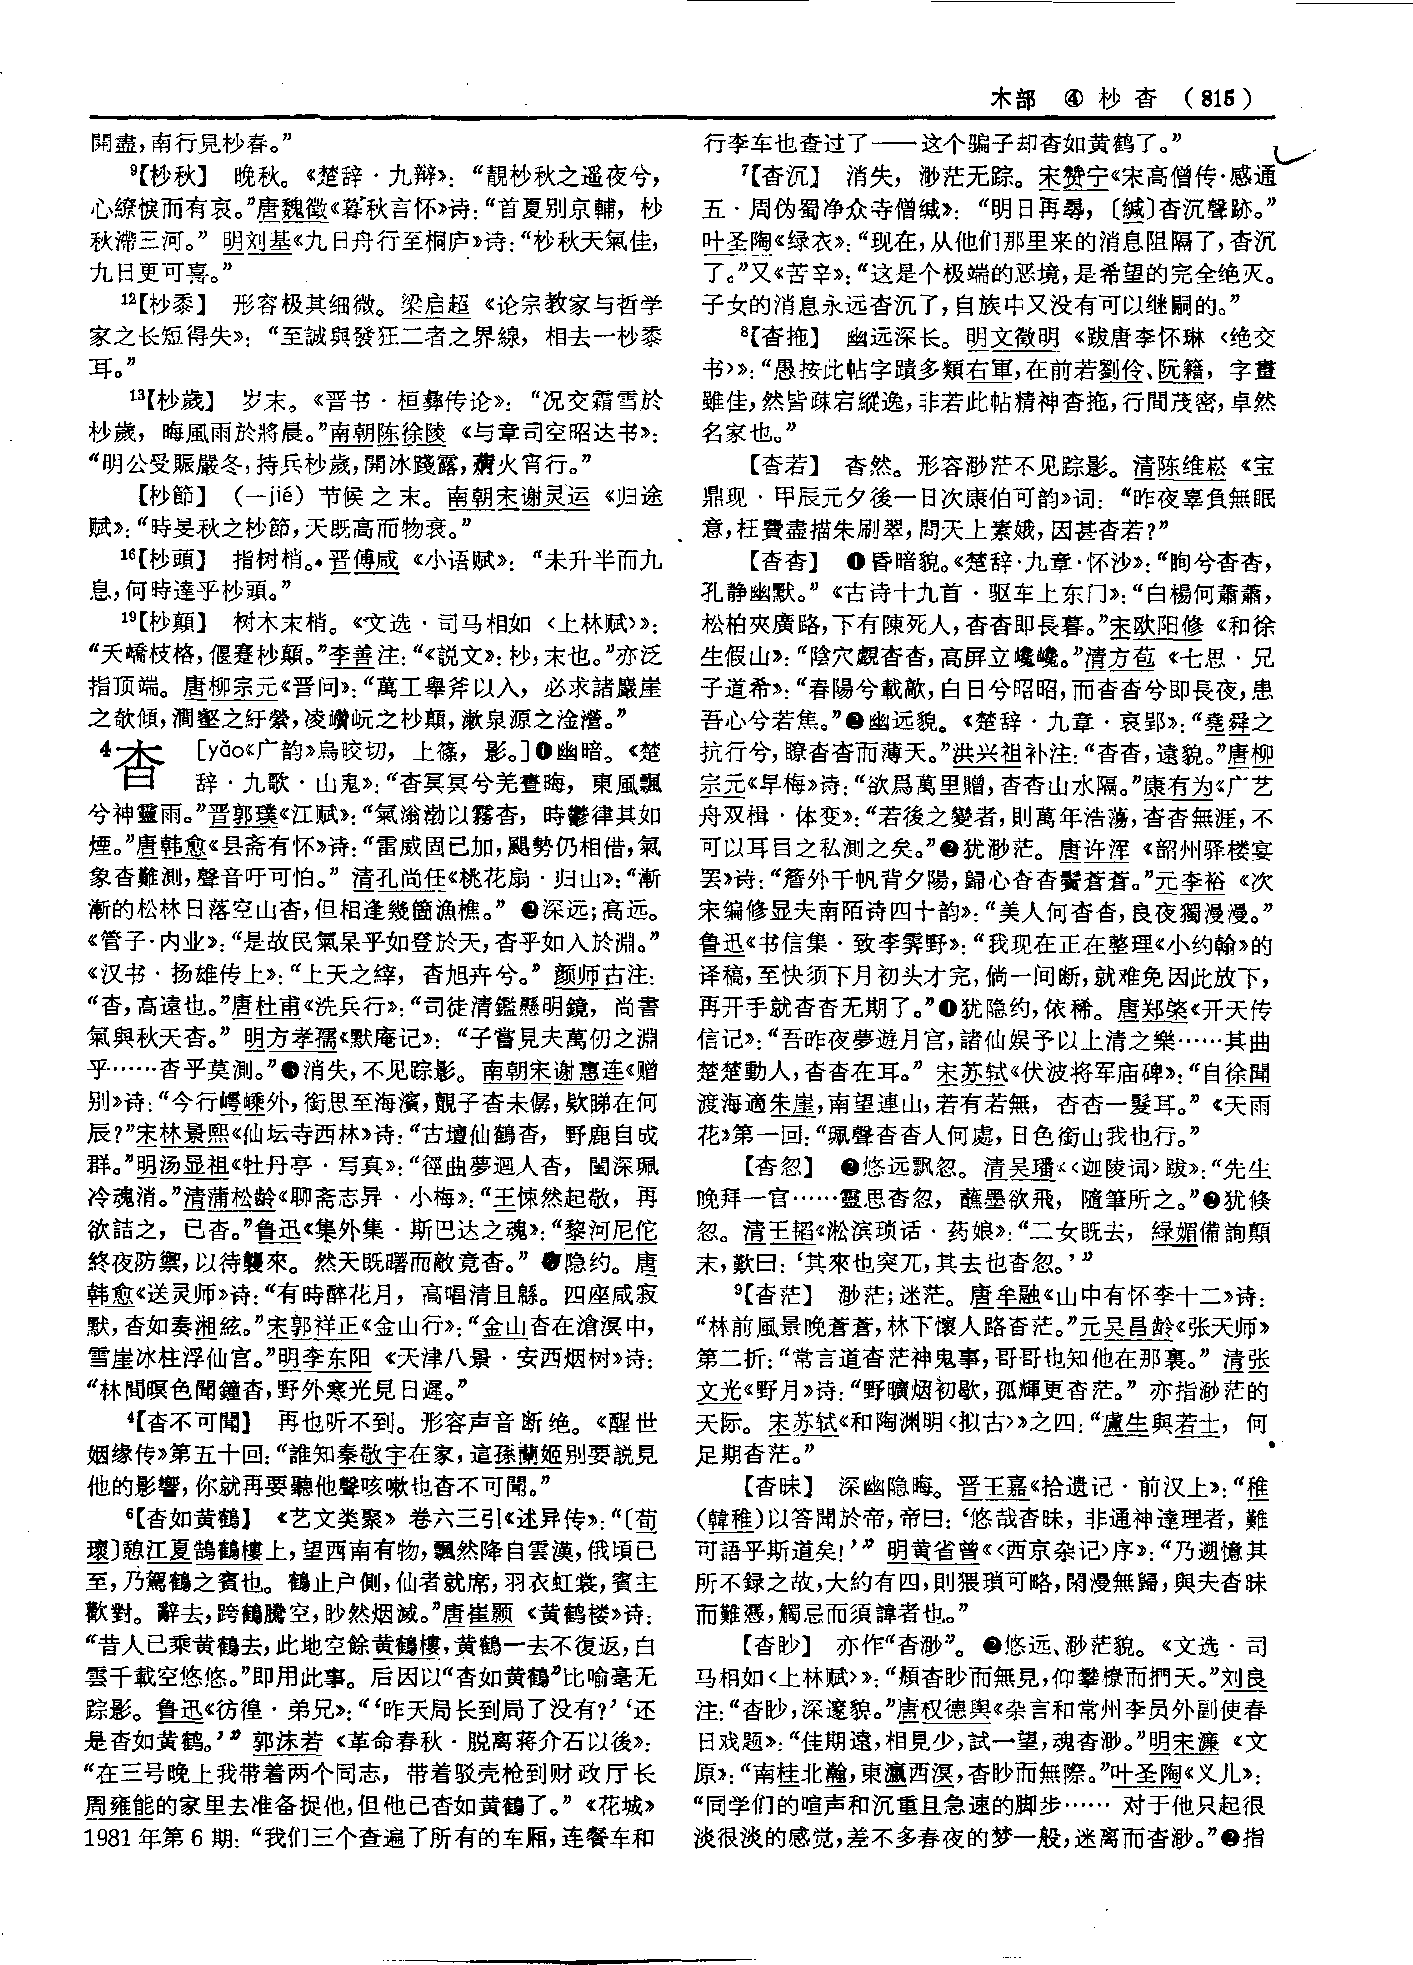 木部 ④ 杪杳 (815)
開盡,南行見杪春。”
⁹【杪秋】 晚秋。《楚辞·九辩》:“靚杪秋之遥夜兮,
心繚悷而有哀。”唐魏徵《暮秋言怀》诗:“首夏别京輔,杪
秋滯三河。” 明刘基《九日舟行至桐庐》诗:“杪秋天氣佳,
九日更可喜。”
¹²【杪黍】 形容极其细微。梁启超《论宗教家与哲学
家之长短得失》:“至誠與發狂二者之界線,相去一杪黍
耳。”
¹³【杪歲】 岁末。《晋书·桓彝传论》:“况交霜雪於
杪歲,晦風雨於將晨。”南朝陈徐陵《与章司空昭达书》:
“明公受賑嚴冬,持兵杪歲,開冰踐露,爇火宵行。”
【杪節】 (—jié)节候之末。南朝宋谢灵运《归途
赋》:“時旻秋之杪節,天既高而物衰。”
¹⁶【杪頭】 指树梢。晋傅咸《小语赋》:“未升半而九
息,何時達乎杪頭。”
¹⁹【杪顛】 树木末梢。《文选·司马相如〈上林赋〉》:
“夭蟜枝格,偃蹇杪顛。”李善注:“《説文》:杪,末也。”亦泛
指顶端。唐柳宗元《晋问》:“萬工舉斧以入,必求諸巖崖
之欹傾,澗壑之紆縈,凌巑岏之杪顛,漱泉源之淦瀯。”
4杳 [yǎo《广韵》烏晈切,上篠,影。]❶幽暗。《楚
辞·九歌·山鬼》:“杳冥冥兮羌晝晦,東風飄
兮神靈雨。”晋郭璞《江赋》:“氣滃渤以霧杳,時鬱律其如
煙。”唐韩愈《县斋有怀》诗:“雷威固已加,颶勢仍相借,氣
象杳難測,聲音吁可怕。” 清孔尚任《桃花扇·归山》:“漸
漸的松林日落空山杳,但相逢幾箇漁樵。” ❷深远;高远。
《管子·内业》:“是故民氣杲乎如登於天,杳乎如入於淵。”
《汉书·扬雄传上》:“上天之縡,杳旭卉兮。” 颜师古注:
“杳,高遠也。”唐杜甫《洗兵行》:“司徒清鑑懸明鏡,尚書
氣與秋天杳。” 明方孝孺《默庵记》:“子嘗見夫萬仞之淵
乎……杳乎莫測。”❸消失,不见踪影。南朝宋谢惠连《赠
别》诗:“今行崿嵊外,銜思至海濱,覿子杳未僝,欵睇在何
辰?”宋林景熙《仙坛寺西林》诗:“古壇仙鶴杳,野鹿自成
群。”明汤显祖《牡丹亭·写真》:“徑曲夢迴人杳,閨深珮
冷魂消。”清蒲松龄《聊斋志异·小梅》:“王悚然起敬,再
欲詰之,已杳。”鲁迅《集外集·斯巴达之魂》:“黎河尼佗
終夜防禦,以待襲來。然天既曙而敵竟杳。” ❹隐约。唐
韩愈《送灵师》诗:“有時醉花月,高唱清且緜。四座咸寂
默,杳如奏湘絃。”宋郭祥正《金山行》:“金山杳在滄溟中,
雪崖冰柱浮仙宫。”明李东阳《天津八景·安西烟树》诗:
“林間暝色聞鐘杳,野外寒光見日遲。”
⁴【杳不可聞】 再也听不到。形容声音断绝。《醒世
姻缘传》第五十回:“誰知秦敬宇在家,這孫蘭姬别要説見
他的影響,你就再要聽他聲咳嗽也杳不可聞。”
⁶【杳如黄鹤】 《艺文类聚》卷六三引《述异传》:“〔荀
瓌〕憩江夏鵠鶴樓上,望西南有物,飄然降自雲漢,俄頃已
至,乃駕鶴之賓也。鶴止户側,仙者就席,羽衣虹裳,賓主
歡對。辭去,跨鶴騰空,眇然烟滅。”唐崔颢《黄鹤楼》诗:
“昔人已乘黄鶴去,此地空餘黄鶴樓,黄鶴一去不復返,白
雲千載空悠悠。”即用此事。后因以“杳如黄鹤”比喻毫无
踪影。鲁迅《彷徨·弟兄》:“‘昨天局长到局了没有?’‘还
是杳如黄鹤。’” 郭沫若《革命春秋·脱离蒋介石以後》:
“在三号晚上我带着两个同志,带着驳壳枪到财政厅长
周雍能的家里去准备捉他,但他已杳如黄鹤了。”《花城》
1981年第6期:“我们三个查遍了所有的车厢,连餐车和
行李车也查过了——这个骗子却杳如黄鹤了。”
⁷【杳沉】 消失,渺茫无踪。宋赞宁《宋高僧传·感通
五·周伪蜀净众寺僧缄》:“明日再尋,〔緘〕杳沉聲跡。”
叶圣陶《绿衣》:“现在,从他们那里来的消息阻隔了,杳沉
了。”又《苦辛》:“这是个极端的恶境,是希望的完全绝灭。
子女的消息永远杳沉了,自族中又没有可以继嗣的。”
⁸【杳拖】 幽远深长。明文徵明《跋唐李怀琳〈绝交
书〉》:“愚按此帖字蹟多類右軍,在前若劉伶、阮籍,字畫
雖佳,然皆疎宕縱逸,非若此帖精神杳拖,行間茂密,卓然
名家也。”
【杳若】 杳然。形容渺茫不见踪影。清陈维崧《宝
鼎现·甲辰元夕後一日次康伯可韵》词:“昨夜辜負無眠
意,枉費盡描朱刷翠,問天上素娥,因甚杳若?”
【杳杳】 ❶昏暗貌。《楚辞·九章·怀沙》:“眴兮杳杳,
孔静幽默。”《古诗十九首·驱车上东门》:“白楊何蕭蕭,
松柏夾廣路,下有陳死人,杳杳即長暮。”宋欧阳修《和徐
生假山》:“陰穴覷杳杳,高屏立巉巉。”清方苞《七思·兄
子道希》:“春陽兮載歊,白日兮昭昭,而杳杳兮即長夜,患
吾心兮若焦。”❷幽远貌。《楚辞·九章·哀郢》:“堯舜之
抗行兮,瞭杳杳而薄天。”洪兴祖补注:“杳杳,遠貌。”唐柳
宗元《早梅》诗:“欲爲萬里贈,杳杳山水隔。”康有为《广艺
舟双楫·体变》:“若後之變者,則萬年浩蕩,杳杳無涯,不
可以耳目之私測之矣。”❸犹渺茫。唐许浑《韶州驿楼宴
罢》诗:“簷外千帆背夕陽,歸心杳杳鬢蒼蒼。”元李裕《次
宋编修显夫南陌诗四十韵》:“美人何杳杳,良夜獨漫漫。”
鲁迅《书信集·致李霁野》:“我现在正在整理《小约翰》的
译稿,至快须下月初头才完,倘一间断,就难免因此放下,
再开手就杳杳无期了。”❹犹隐约,依稀。唐郑棨《开天传
信记》:“吾昨夜夢遊月宫,諸仙娱予以上清之樂……其曲
楚楚動人,杳杳在耳。” 宋苏轼《伏波将军庙碑》:“自徐聞
渡海適朱崖,南望連山,若有若無,杳杳一髮耳。”《天雨
花》第一回:“珮聲杳杳人何處,日色銜山我也行。”
【杳忽】 ❶悠远飘忽。清吴璠《〈迦陵词〉跋》:“先生
晚拜一官……靈思杳忽,蘸墨欲飛,隨筆所之。”❷犹倏
忽。清王韬《淞滨琐话·药娘》:“二女既去,緑媚備詢顛
末,歎曰:‘其來也突兀,其去也杳忽。’”
⁹【杳茫】 渺茫;迷茫。唐牟融《山中有怀李十二》诗:
“林前風景晚蒼蒼,林下懷人路杳茫。”元吴昌龄《张天师》
第二折:“常言道杳茫神鬼事,哥哥也知他在那裏。” 清张
文光《野月》诗:“野曠烟初歇,孤輝更杳茫。” 亦指渺茫的
天际。宋苏轼《和陶渊明〈拟古〉》之四:“盧生與若士,何
足期杳茫。”
【杳昧】 深幽隐晦。晋王嘉《拾遗记·前汉上》:“稚
(韓稚)以答聞於帝,帝曰:‘悠哉杳昧,非通神達理者,難
可語乎斯道矣!’” 明黄省曾《〈西京杂记〉序》:“乃遡憶其
所不録之故,大約有四,則猥瑣可略,閑漫無歸,與夫杳昧
而難憑,觸忌而須諱者也。”
【杳眇】 亦作“杳渺”。❶悠远、渺茫貌。《文选·司
马相如〈上林赋〉》:“頫杳眇而無見,仰攀橑而捫天。”刘良
注:“杳眇,深邃貌。”唐权德舆《杂言和常州李员外副使春
日戏题》:“佳期遠,相見少,試一望,魂杳渺。”明宋濂《文
原》:“南桂北瀚,東瀛西溟,杳眇而無際。”叶圣陶《义儿》:
“同学们的喧声和沉重且急速的脚步…… 对于他只起很
淡很淡的感觉,差不多春夜的梦一般,迷离而杳渺。”❷指